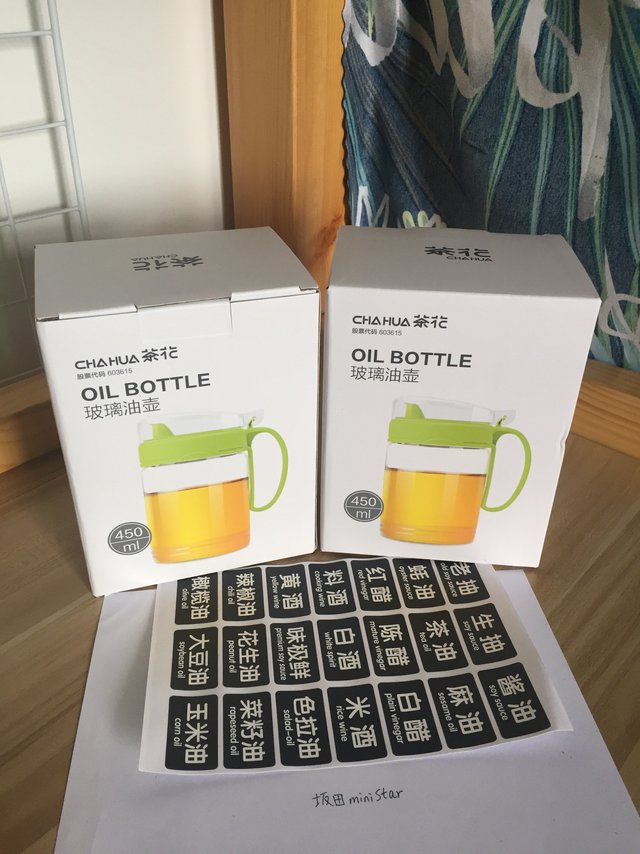 茶花
CHAHUA
CHAHUA 茶花
股票代码 603615
OIL BOTTLE
玻璃油壶
450
ml
茶花
CHAHUA
CHAHUA 茶花
股票代码 603615
OIL BOTTLE
玻璃油壶
450
ml
橄榄油
olive oil
辣椒油
chili oil
黄酒
yellow wine
料酒
cooking wine
红醋
red vinegar
蚝油
oyster sauce
老抽
old soy sauce
大豆油
soybean oil
花生油
peanut oil
味极鲜
premium soy sauce
白酒
white spirit
陈醋
mature vinegar
茶油
tea oil
生抽
soy sauce
玉米油
corn oil
菜籽油
rapeseed oil
色拉油
salad-oil
米酒
rice wine
白醋
plain vinegar
麻油
sesame oil
酱油
soy sauce
坂田 mini star